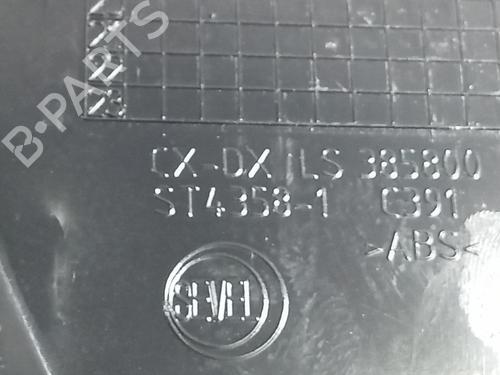 B-PARTS
CX-DX /LS 385800
ST4358-1 C391
>ABS<
SEVEL